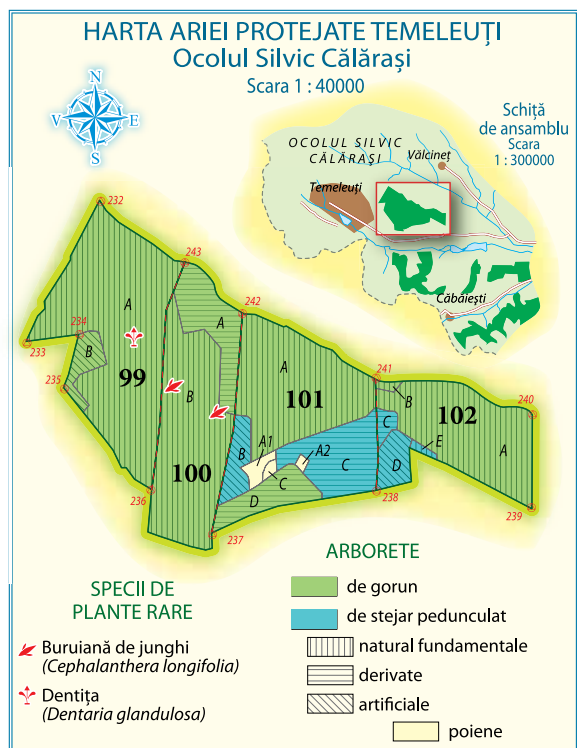 HARTA ARIEI PROTEJATE TEMELEUȚI
Ocolul Silvic Călărași
Scara 1 : 40000
N
V
E
S
Schiță
de ansamblu
Scara
1 : 300000
OCOLUL SILVIC
CĂLĂRAȘI
Vălcineț
Temeleuți
Căbăiești
232
243
242
A
A
234
233
B
A
241
235
99
B
101
B
102
240
A1
A2
C
E
A
B
C
D
C
236
100
D
238
239
237
SPECII DE
PLANTE RARE
Buruiană de junghi
(Cephalanthera longifolia)
Dentița
(Dentaria glandulosa)
ARBORETE
de gorun
de stejar pedunculat
natural fundamentale
derivate
artificiale
poiene